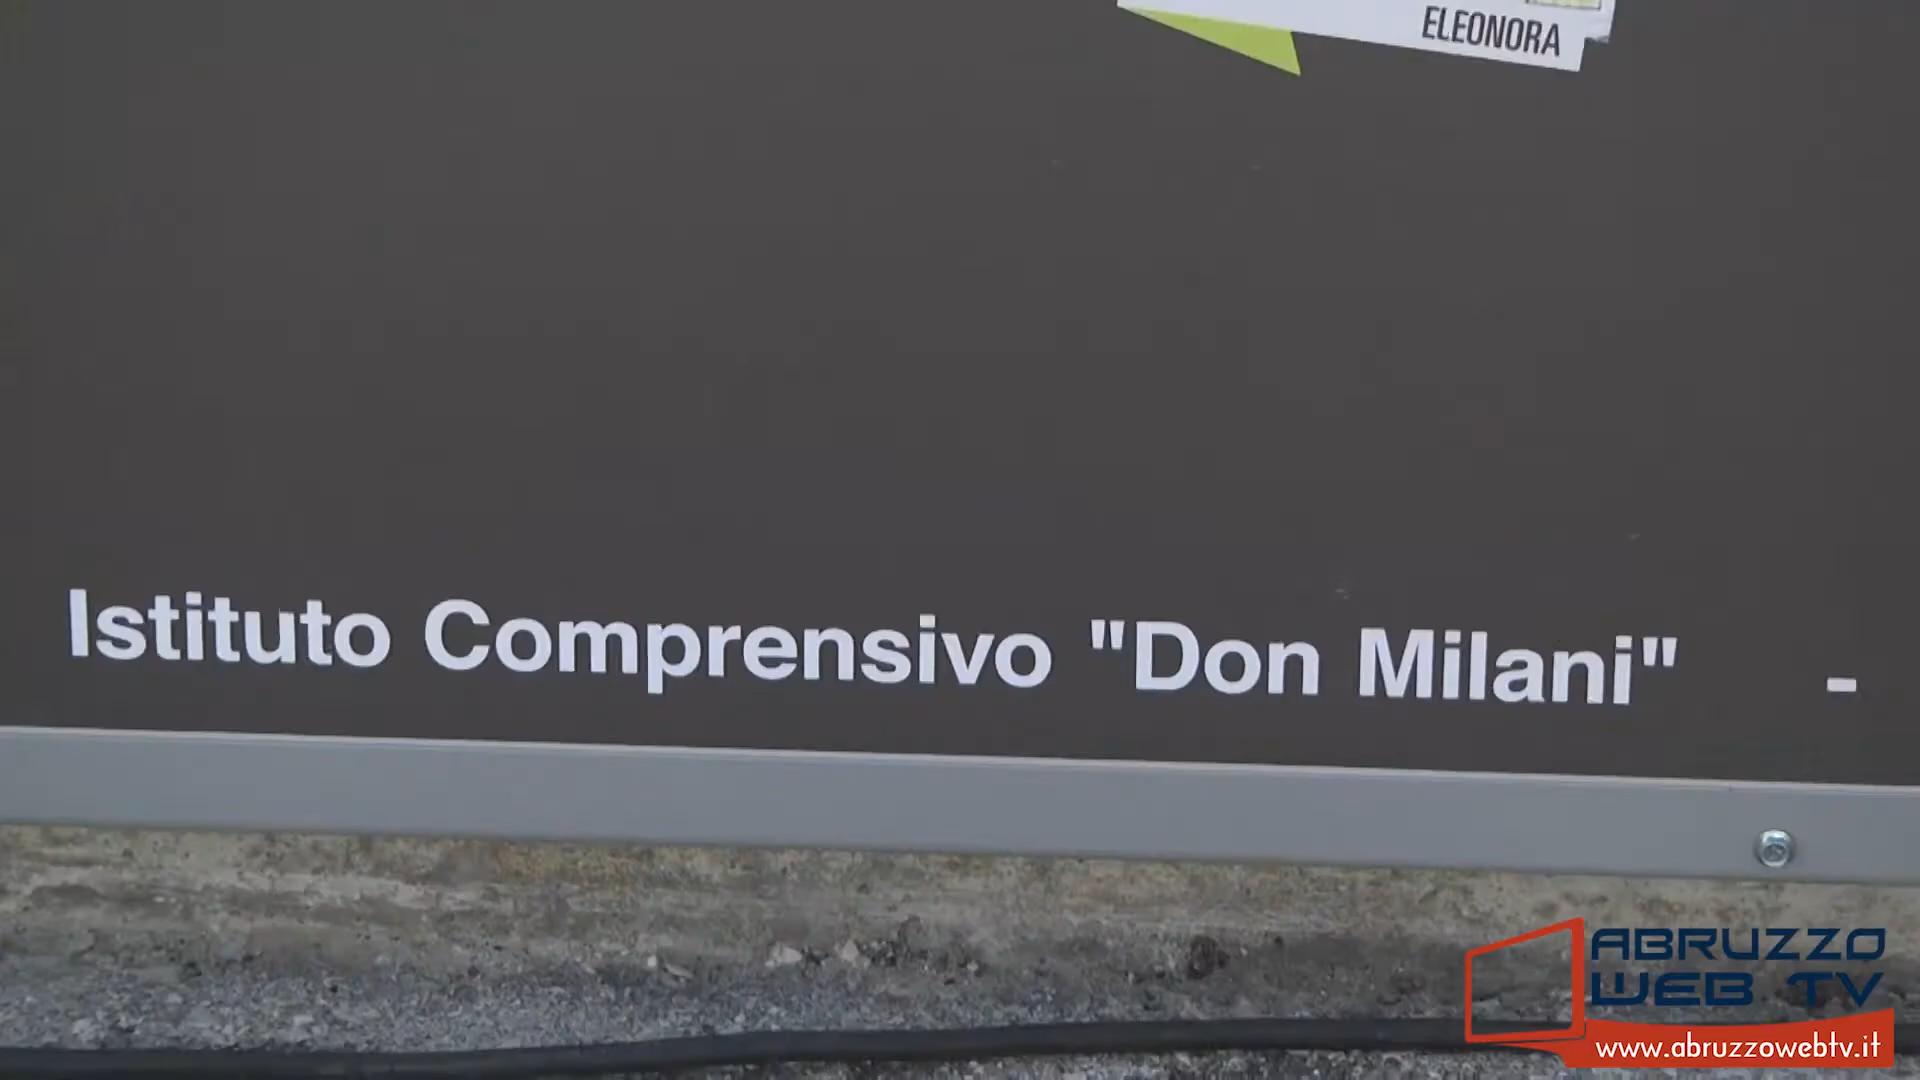 ELEONORA
Istituto Comprensivo "Don Milani" -
ABRUZZO
WEB TV
www.abruzzowebtv.it